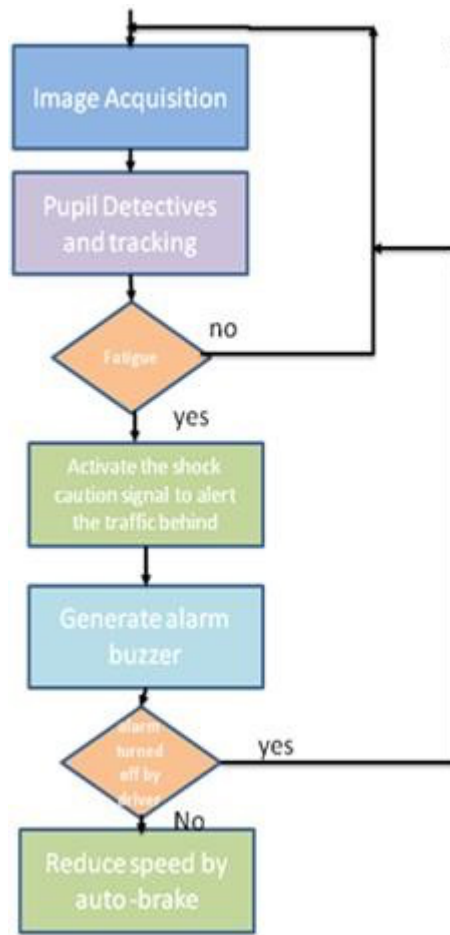 Image Acquisition
Pupil Detectives
and tracking
no
Fatigue
yes
Activate the shock
caution signal to alert
the traffic behind
Generate alarm
buzzer
alarm
turned
off by
driver
yes
No
Reduce speed by
auto-brake